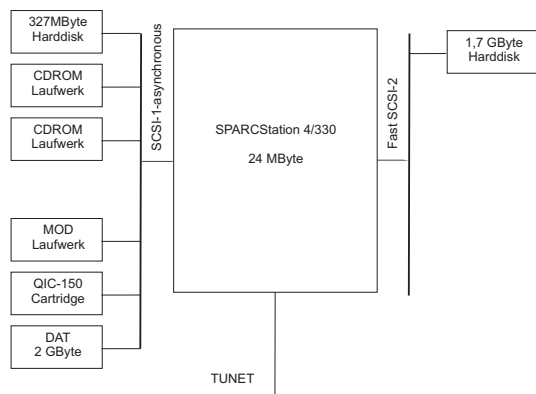 327MByte
Harddisk
CDROM
Laufwerk
CDROM
Laufwerk
MOD
Laufwerk
QIC-150
Cartridge
DAT
2 GByte
SCSI-1-asynchronous
SPARCStation 4/330
24 MByte
TUNET
Fast SCSI-2
1,7 GByte
Harddisk